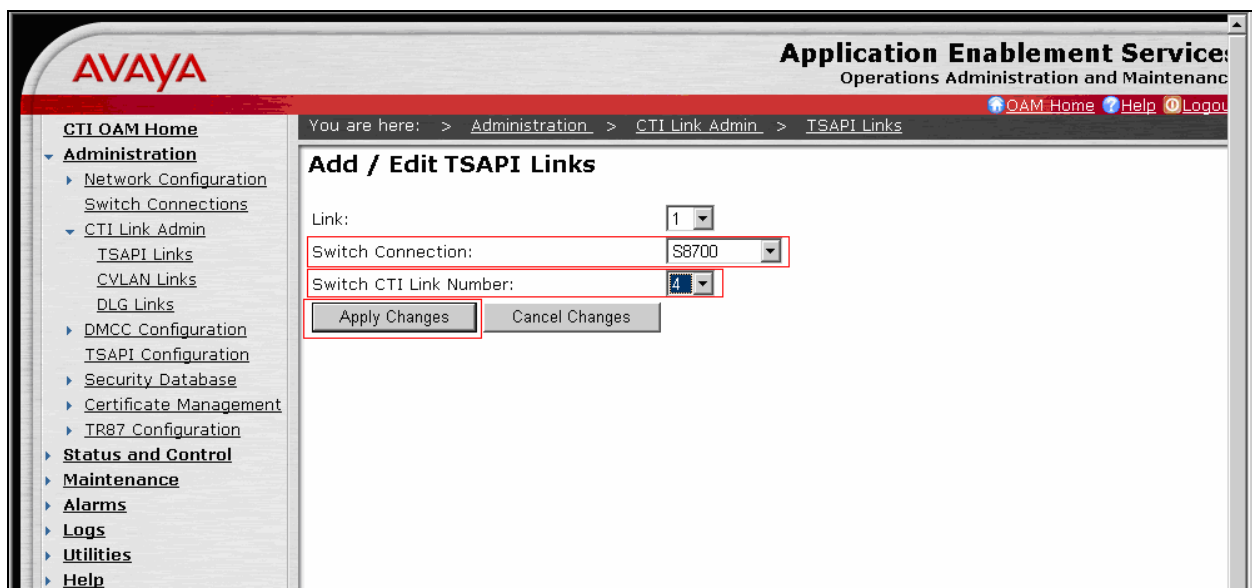 AVAYA
Application Enablement Service
Operations Administration and Maintenanc
OAM Home Help Logou
CTI OAM Home
Administration
Network Configuration
Switch Connections
CTI Link Admin
TSAPI Links
CVLAN Links
DLG Links
DMCC Configuration
TSAPI Configuration
Security Database
Certificate Management
TR87 Configuration
Status and Control
Maintenance
Alarms
Logs
Utilities
Help
You are here: > Administration > CTI Link Admin > TSAPI Links
Add / Edit TSAPI Links
Link: 1
Switch Connection: S8700
Switch CTI Link Number: 4
Apply Changes Cancel Changes